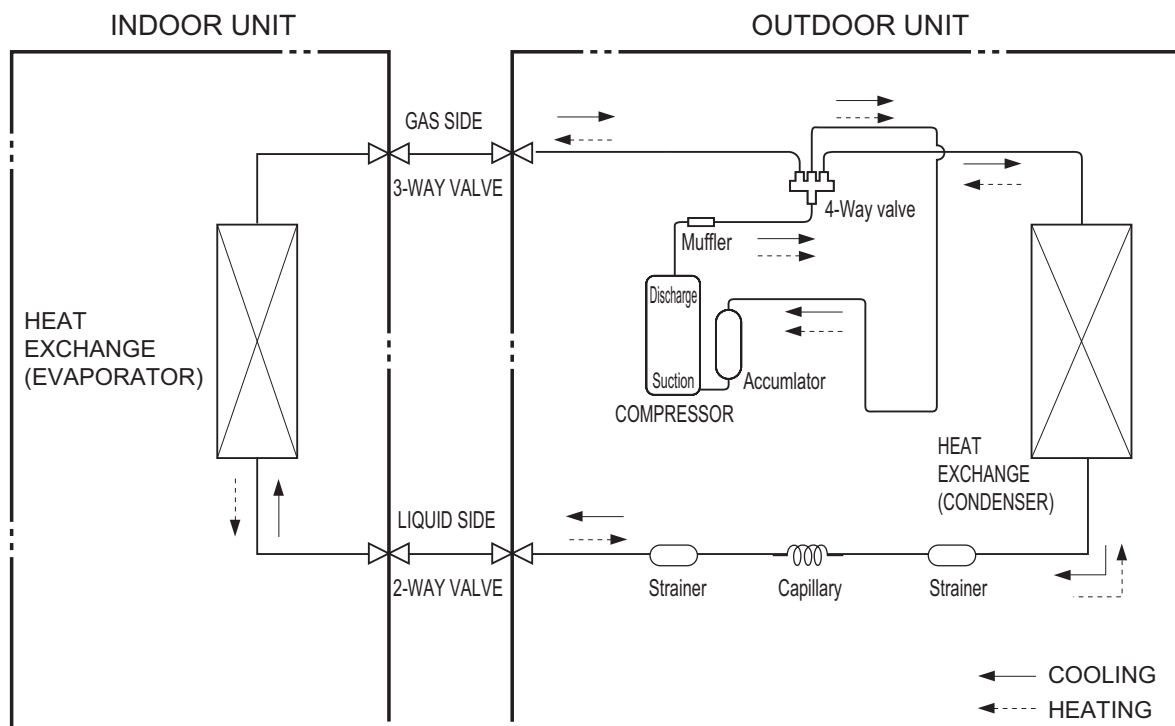 INDOOR UNIT
OUTDOOR UNIT
GAS SIDE
3-WAY VALVE
4-Way valve
Muffler
Discharge
Suction
Accumlator
COMPRESSOR
HEAT
EXCHANGE
(EVAPORATOR)
HEAT
EXCHANGE
(CONDENSER)
LIQUID SIDE
2-WAY VALVE
Strainer
Capillary
Strainer
COOLING
HEATING